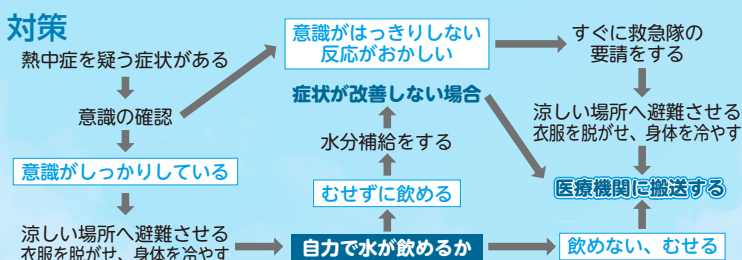 対策
熱中症を疑う症状がある
意識の確認
意識がしっかりしている
涼しい場所へ避難させる
衣服を脱がせ、身体を冷やす
自力で水が飲めるか
むせずに飲める
水分補給をする
症状が改善しない場合
意識がはっきりしない
反応がおかしい
すぐに救急隊の
要請をする
涼しい場所へ避難させる
衣服を脱がせ、身体を冷やす
医療機関に搬送する
飲めない、むせる